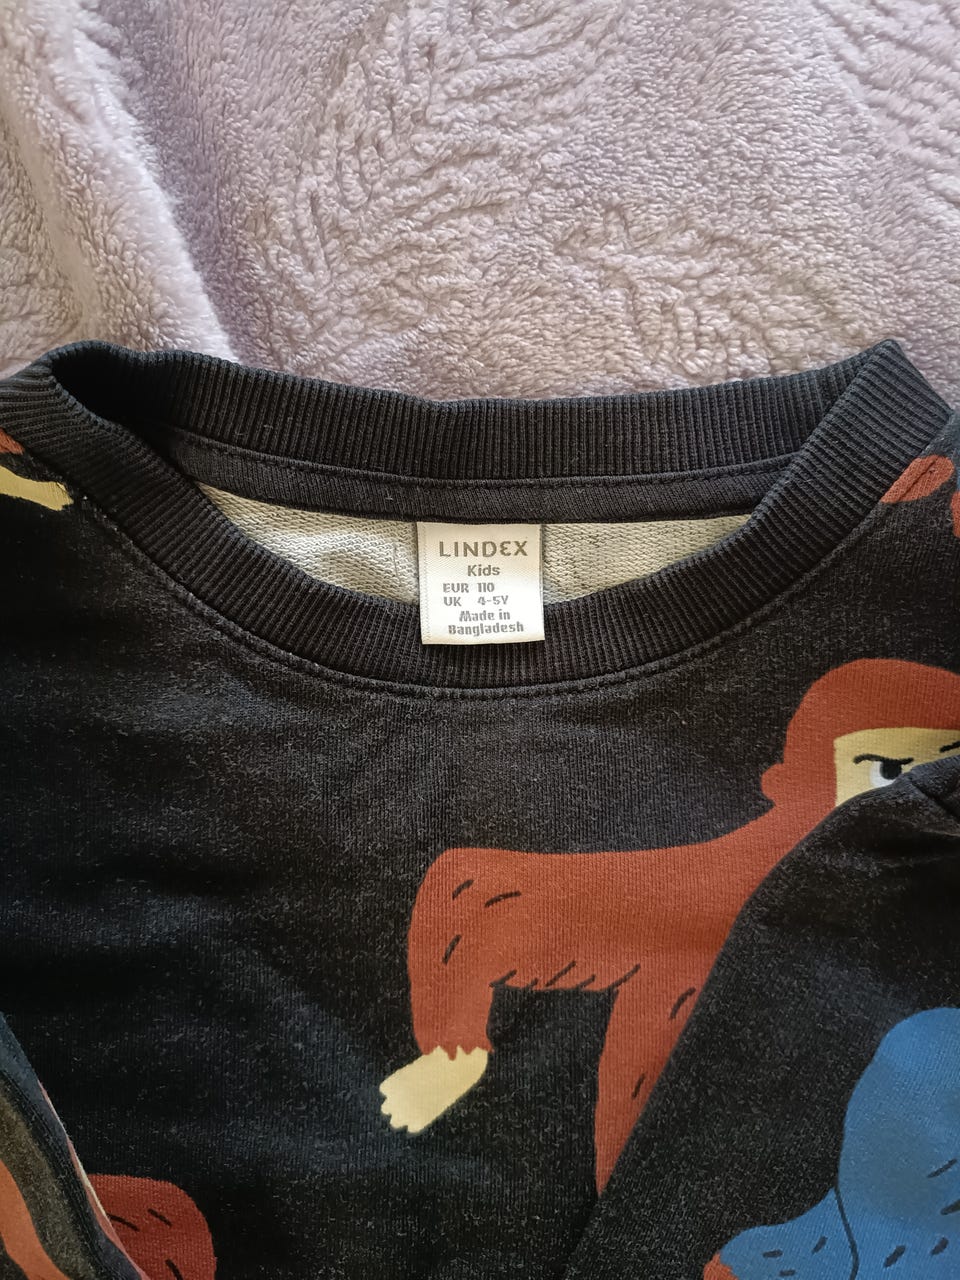 LINDEX
Kids
EUR 110
UK 4-5Y
Made in
Bangladesh